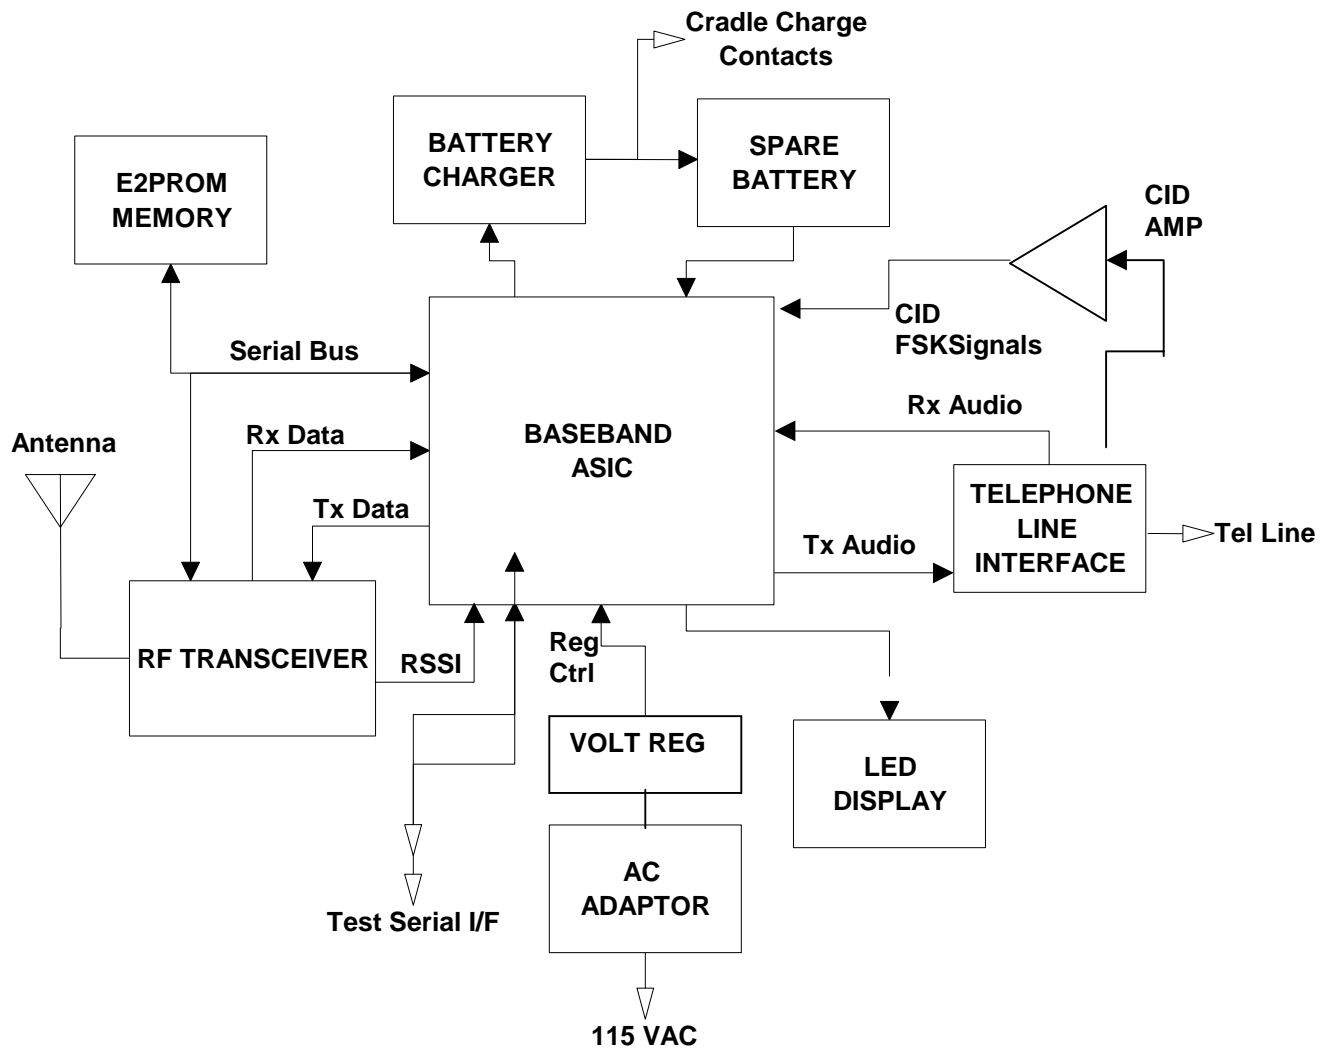 Cradle Charge
Contacts
BATTERY
CHARGER
SPARE
BATTERY
E2PROM
MEMORY
CID
AMP
CID
FSKSignals
Serial Bus
Rx Audio
Antenna
Rx Data
BASEBAND
ASIC
Tx Data
TELEPHONE
LINE
INTERFACE
Tel Line
Tx Audio
RF TRANSCEIVER
RSSI
Reg
Ctrl
VOLT REG
LED
DISPLAY
AC
ADAPTOR
Test Serial I/F
115 VAC